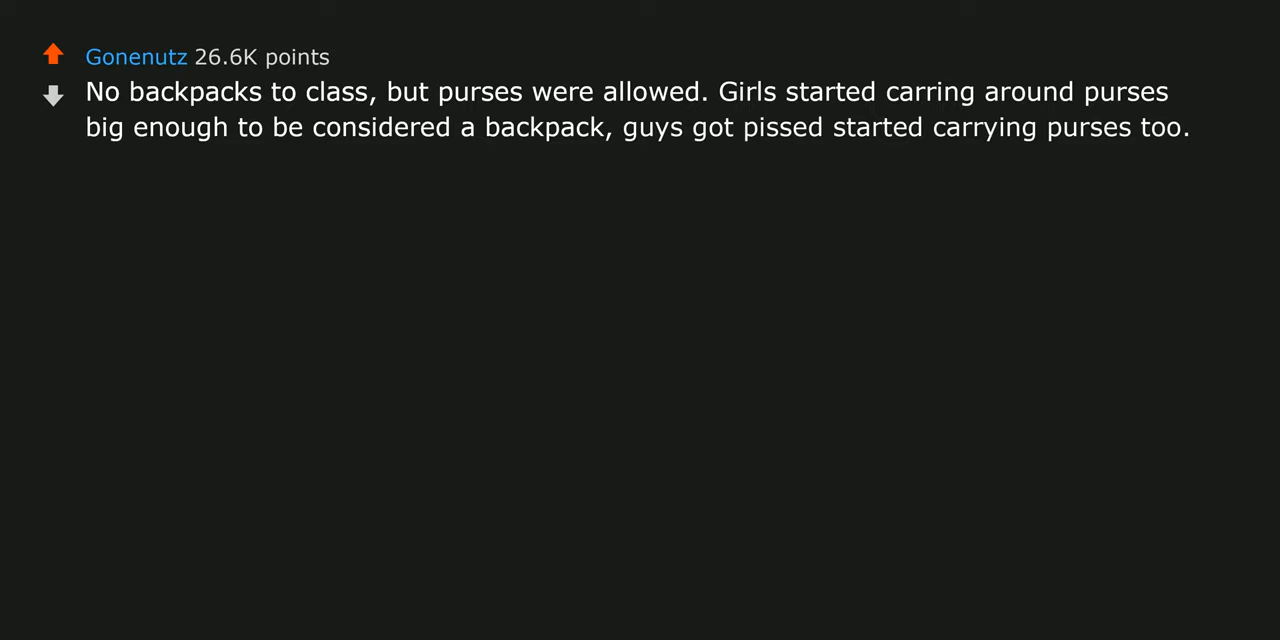 Gonenutz 26.6K points
No backpacks to class, but purses were allowed. Girls started carring around purses
big enough to be considered a backpack, guys got pissed started carrying purses too.